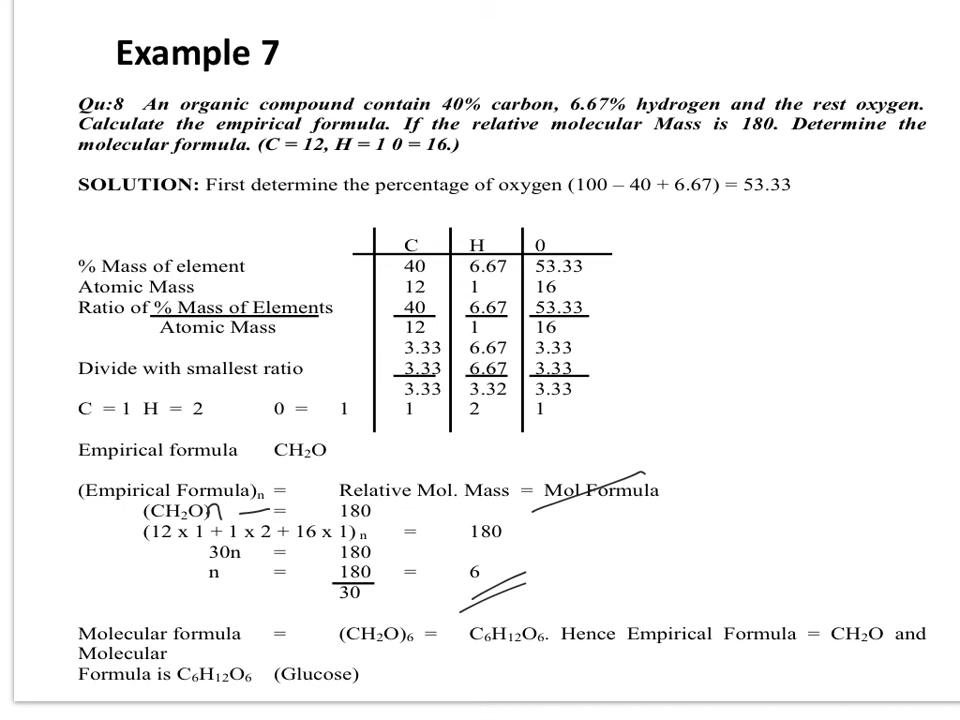 Example 7
Qu:8 An organic compound contain 40% carbon, 6.67% hydrogen and the rest oxygen.
Calculate the empirical formula. If the relative molecular Mass is 180. Determine the
molecular formula. (C = 12, H = 1 0 = 16.)
SOLUTION: First determine the percentage of oxygen (100 – 40 + 6.67) = 53.33
C H 0
% Mass of element 40 6.67 53.33
Atomic Mass 12 1 16
Ratio of % Mass of Elements 40 6.67 53.33
Atomic Mass 12 1 16
3.33 6.67 3.33
Divide with smallest ratio 3.33 6.67 3.33
3.33 3.32 3.33
C = 1 H = 2 0 = 1 1 2 1
Empirical formula CH₂O
(Empirical Formula)ₙ = Relative Mol. Mass = Mol Formula
(CH₂O)n = 180
(12 x 1 + 1 x 2 + 16 x 1) ₙ = 180
30n = 180
n = 180 = 6
30
Molecular formula = (CH₂O)₆ = C₆H₁₂O₆. Hence Empirical Formula = CH₂O and
Molecular
Formula is C₆H₁₂O₆ (Glucose)